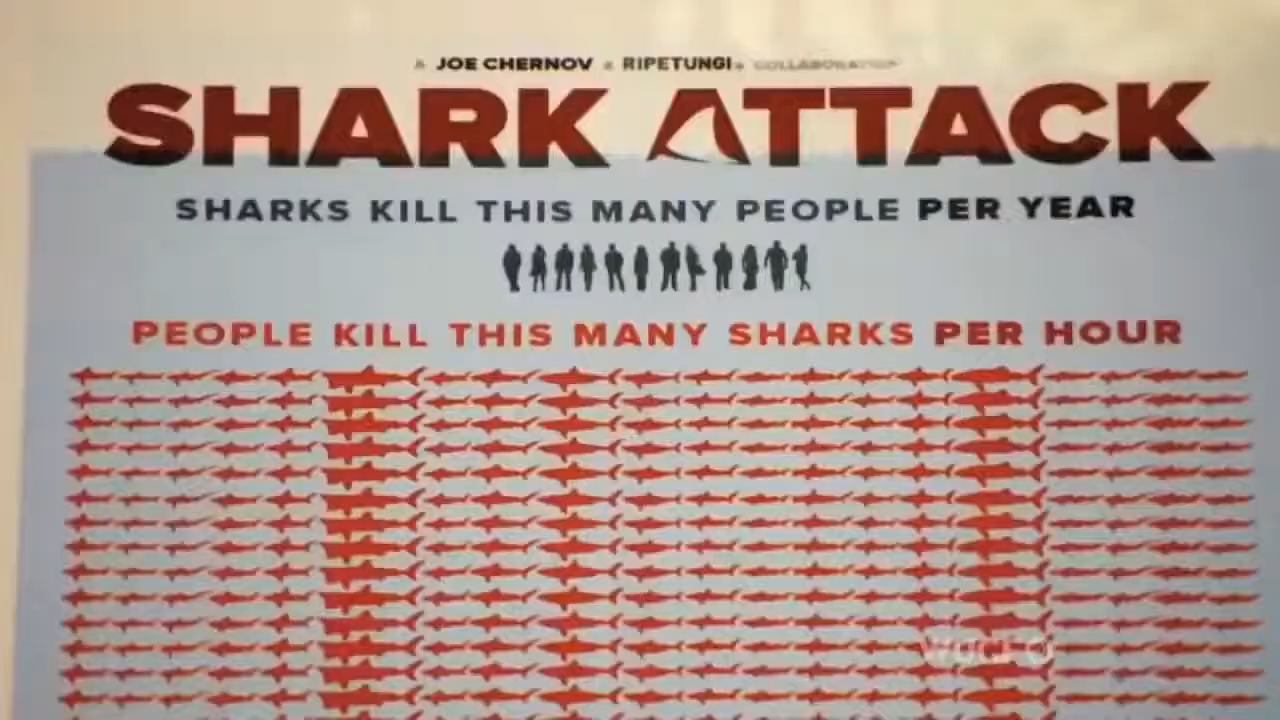 A JOE CHERNOV & RIPETUNGI COLLABORATION
SHARK ATTACK
SHARKS KILL THIS MANY PEOPLE PER YEAR
PEOPLE KILL THIS MANY SHARKS PER HOUR